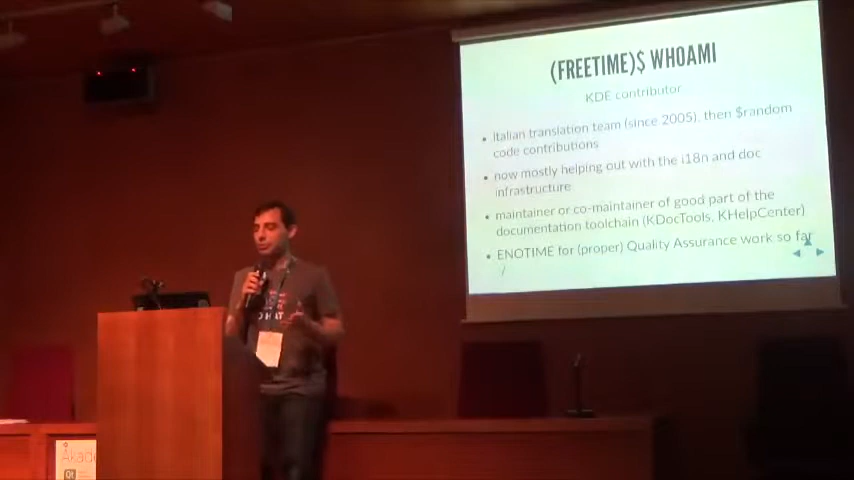 (FREETIME)$ WHOAMI
KDE contributor
• Italian translation team (since 2005), then $random
code contributions
• now mostly helping out with the i18n and doc
infrastructure
• maintainer or co-maintainer of good part of the
documentation toolchain (KDocTools, KHelpCenter)
• ENOTIME for (proper) Quality Assurance work so far
/
Akade
Qt